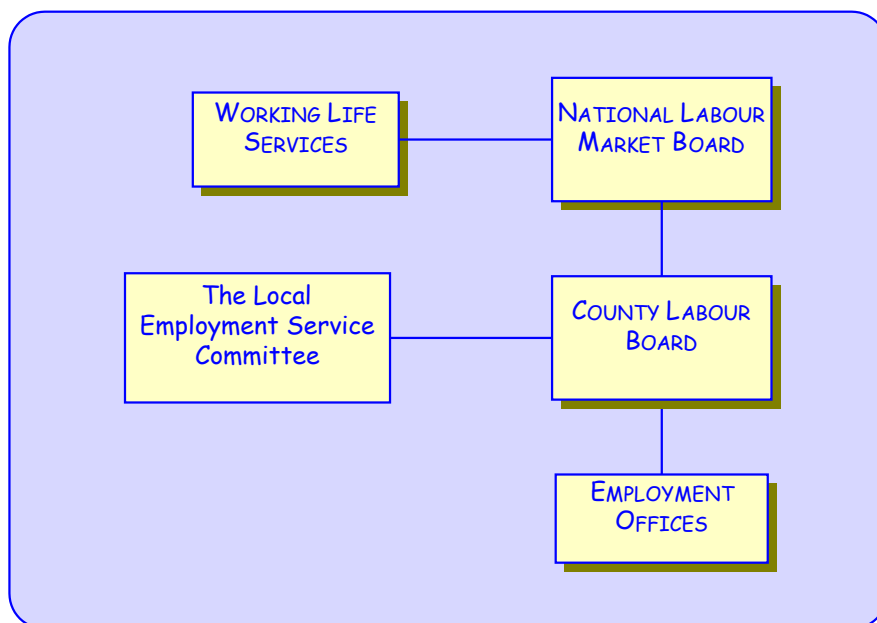 WORKING LIFE
SERVICES
NATIONAL LABOUR
MARKET BOARD
The Local
Employment Service
Committee
COUNTY LABOUR
BOARD
EMPLOYMENT
OFFICES